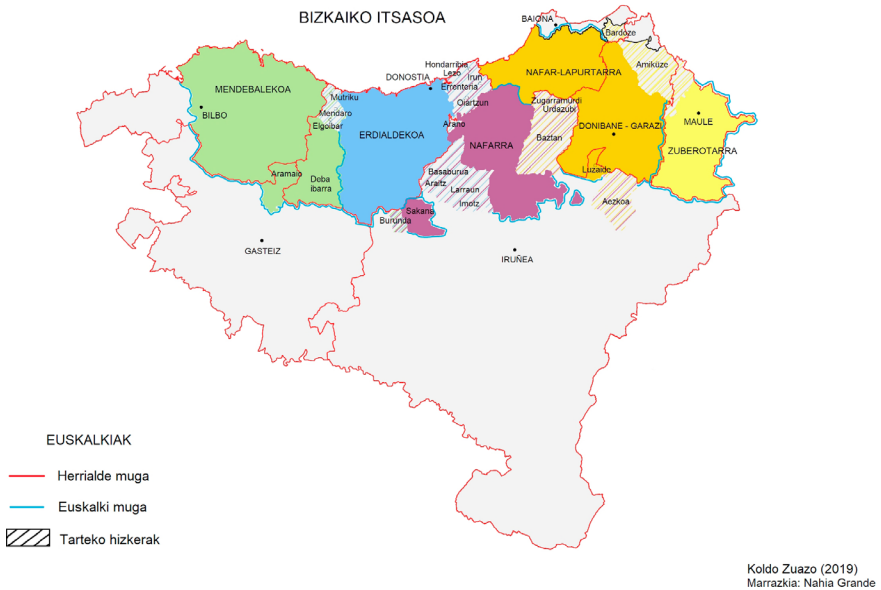 BIZKAIKO ITSASOA
BAIONA
Bardoze
Hondarribia
Lezo
Irun
Errenteria
DONOSTIA
Oiartzun
NAFAR-LAPURTARRA
Amikuze
MENDEBALEKOA
BILBO
Mutriku
Mendaro
Elgoibar
ERDIALDEKOA
Arano
NAFARRA
Zugarramurdi
Urdazubi
Baztan
DONIBANE - GARAZI
MAULE
ZUBEROTARRA
Aramaio
Deba
ibarra
Basaburua
Araitz
Larraun
Imotz
Luzaide
Aezkoa
Sakana
Burunda
GASTEIZ
IRUÑEA
EUSKALKIAK
Herrialde muga
Euskalki muga
Tarteko hizkerak
Koldo Zuazo (2019)
Marrazkia: Nahia Grande